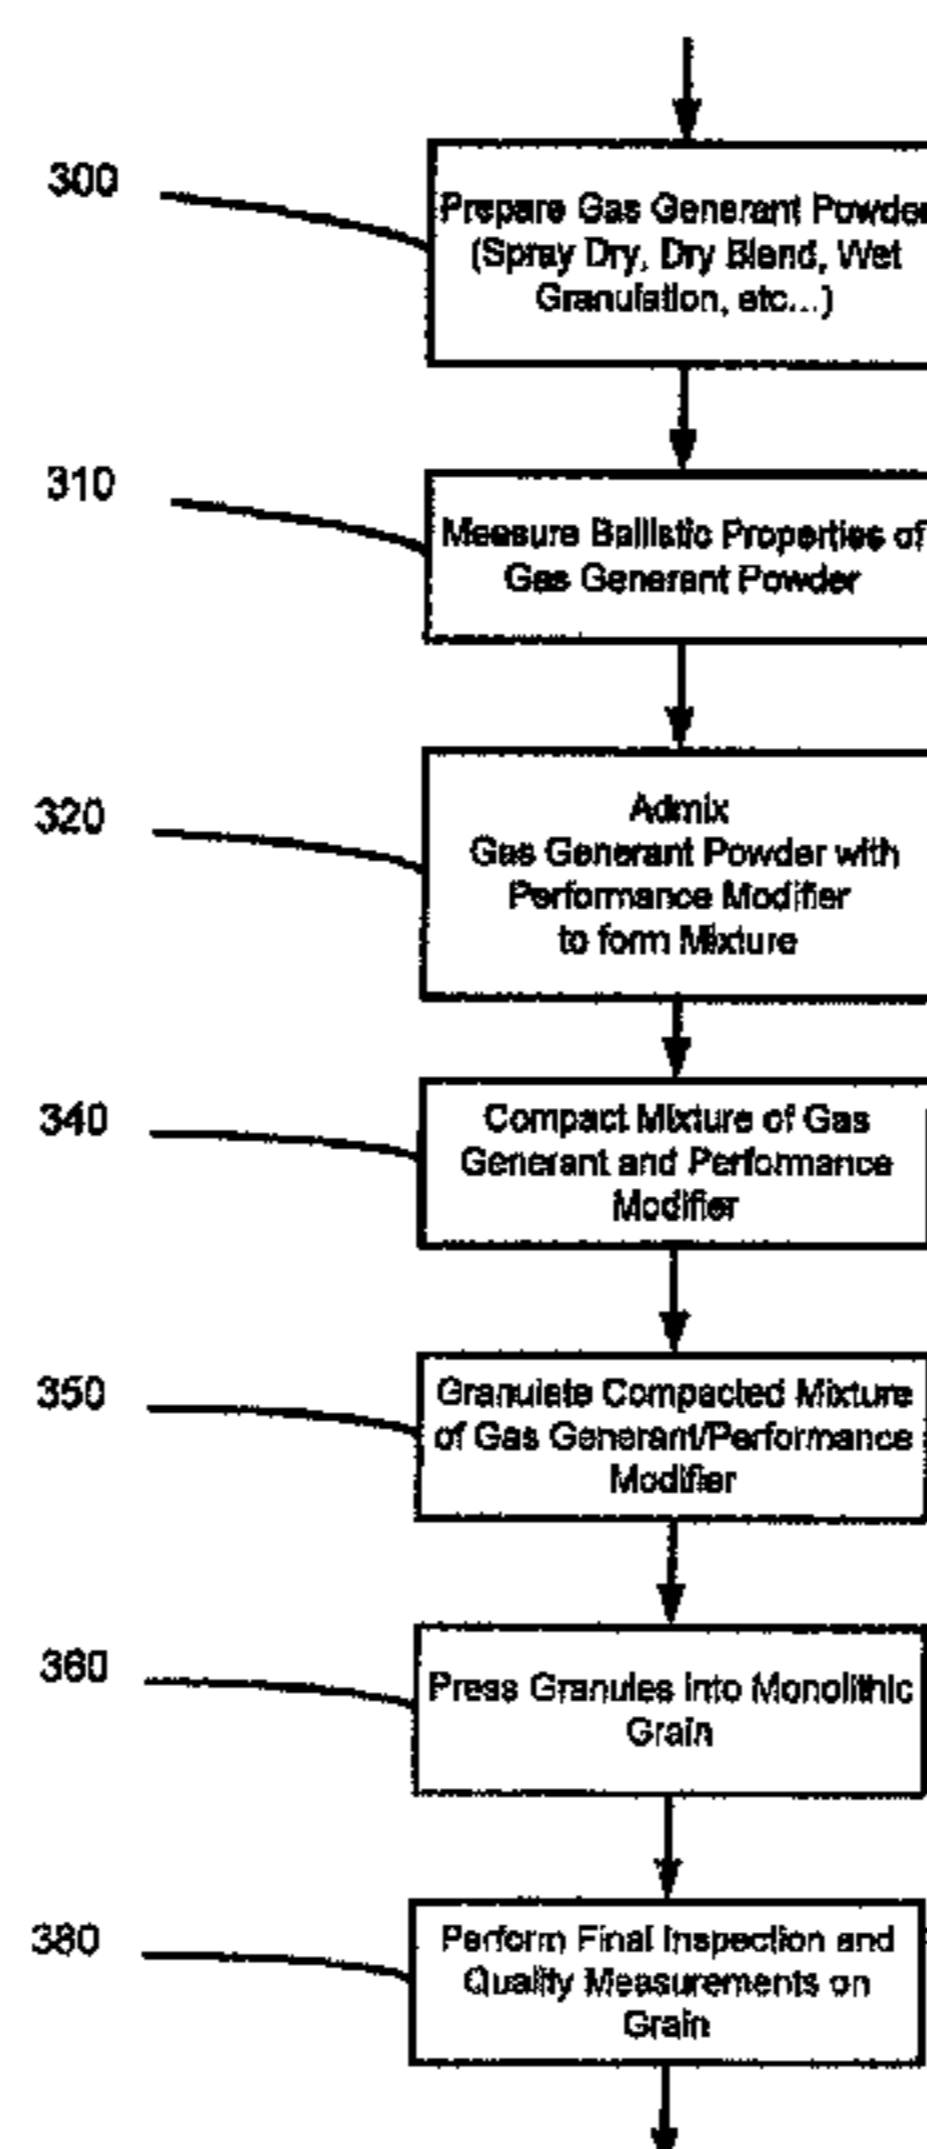 300
Prepare Gas Generant Powder
(Spray Dry, Dry Blend, Wet
Granulation, etc...)
310
Measure Ballistic Properties of
Gas Generant Powder
320
Admix
Gas Generant Powder with
Performance Modifier
to form Mixture
340
Compact Mixture of Gas
Generant and Performance
Modifier
350
Granulate Compacted Mixture
of Gas Generant/Performance
Modifier
360
Press Granules into Monolithic
Grain
380
Perform Final Inspection and
Quality Measurements on
Grain